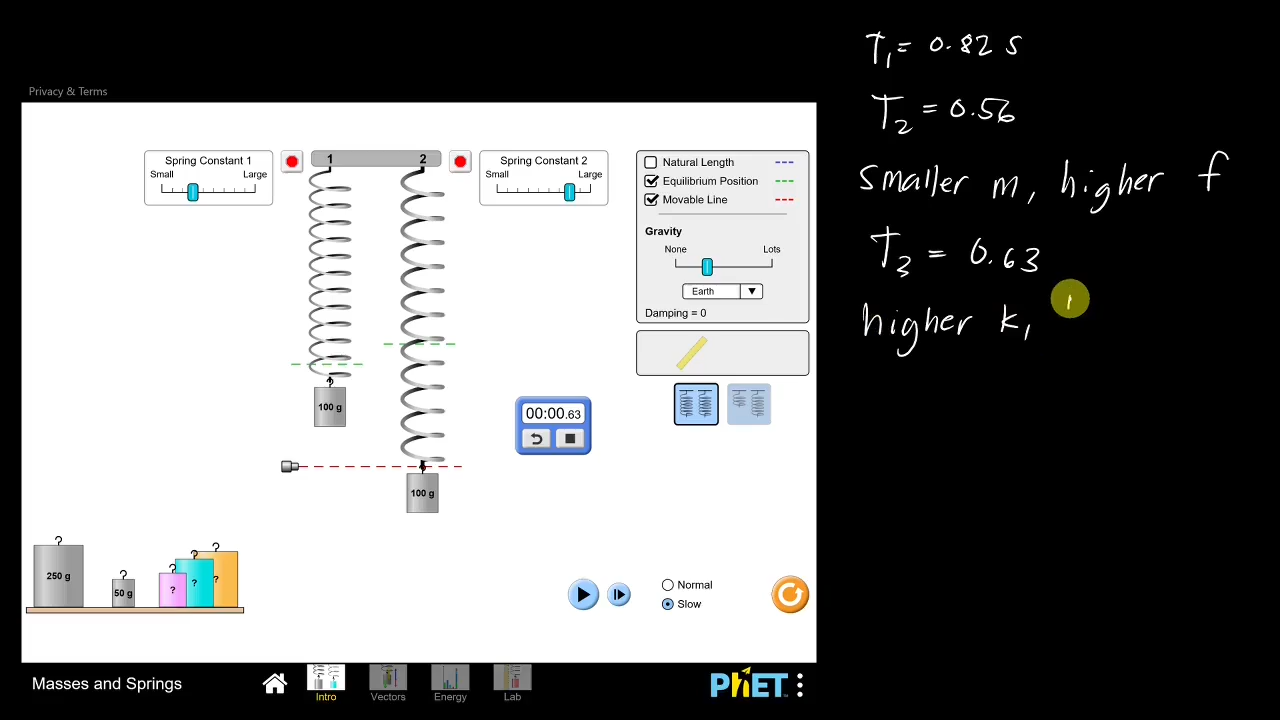 T₁ = 0.82 s
T₂ = 0.56
smaller m, higher f
T₃ = 0.63
higher k,
Privacy & Terms
Spring Constant 1
Small Large
1 2
Spring Constant 2
Small Large
Natural Length
Equilibrium Position
Movable Line
Gravity
None Lots
Earth
Damping = 0
100 g
100 g
00:00.63
250 g
50 g
?
?
?
Normal
Slow
Masses and Springs
Intro
Vectors
Energy
Lab
PhET